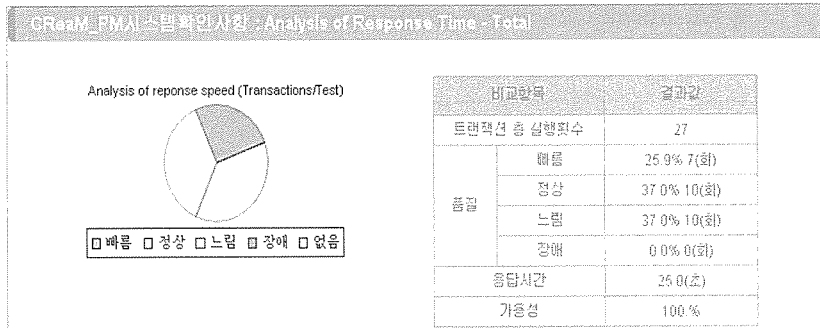 CReaM_PM시스템확인사항 : Analysis of Response Time - Total
Analysis of reponse speed (Transactions/Test)
빠름 정상 느림 장애 없음
비교항목 결과값
트랜잭션 총 실행횟수 27
품질
빠름 25.9% 7(회)
정상 37.0% 10(회)
느림 37.0% 10(회)
장애 0.0% 0(회)
응답시간 25.0(초)
가용성 100 %